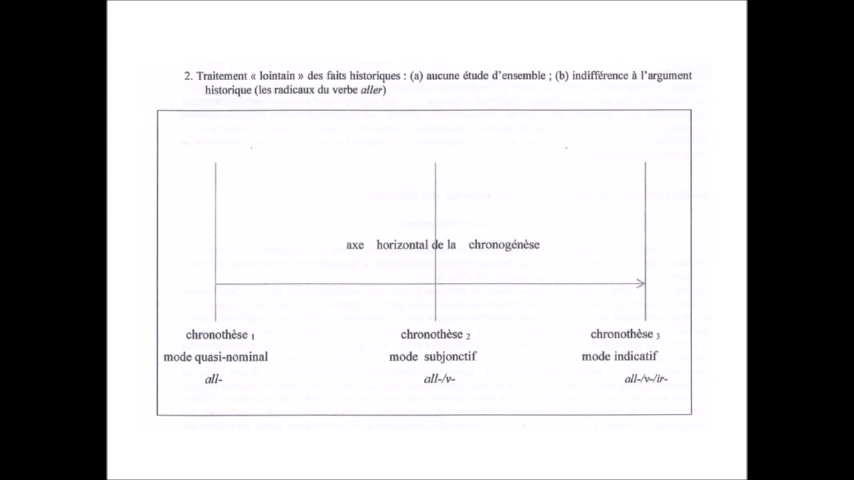 2. Traitement « lointain » des faits historiques : (a) aucune étude d'ensemble ; (b) indifférence à l'argument
historique (les radicaux du verbe aller)
axe horizontal de la chronogénèse
chronothèse 1 chronothèse 2 chronothèse 3
mode quasi-nominal mode subjonctif mode indicatif
all- all-/v- all-/v-/ir-